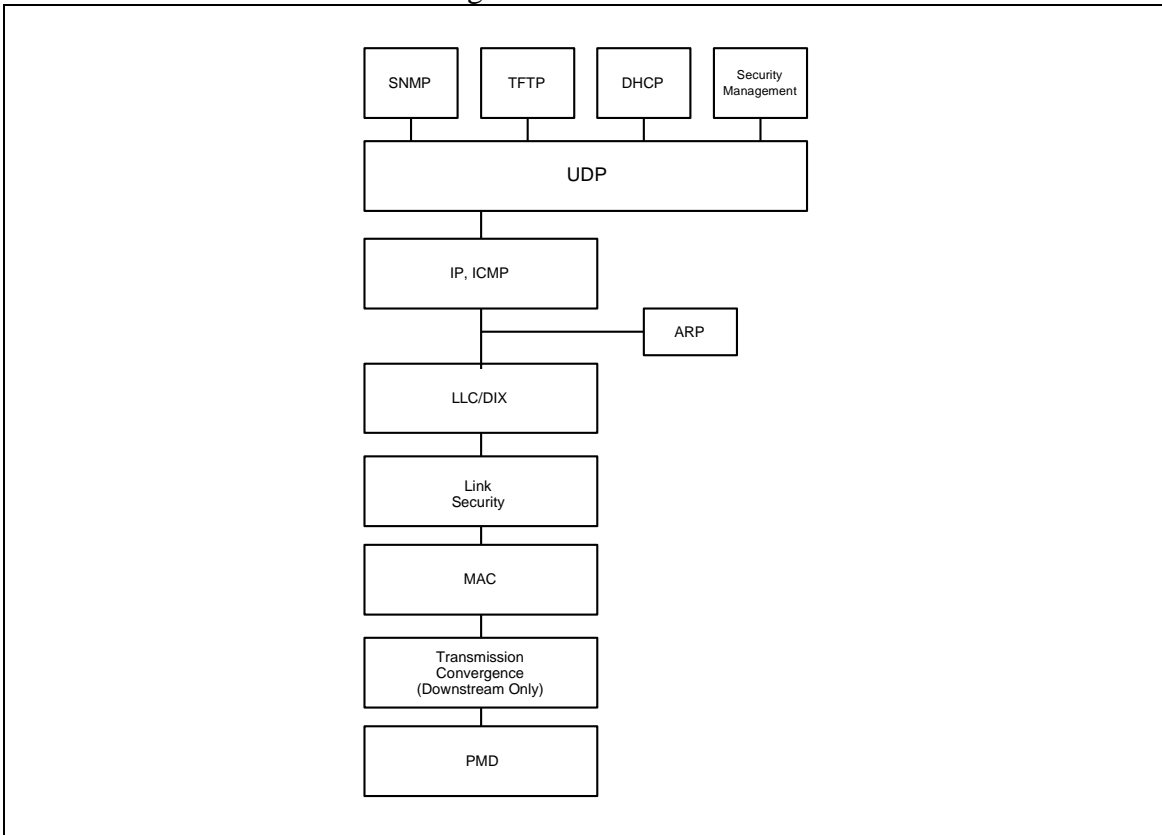 SNMP
TFTP
DHCP
Security
Management
UDP
IP, ICMP
ARP
LLC/DIX
Link
Security
MAC
Transmission
Convergence
(Downstream Only)
PMD